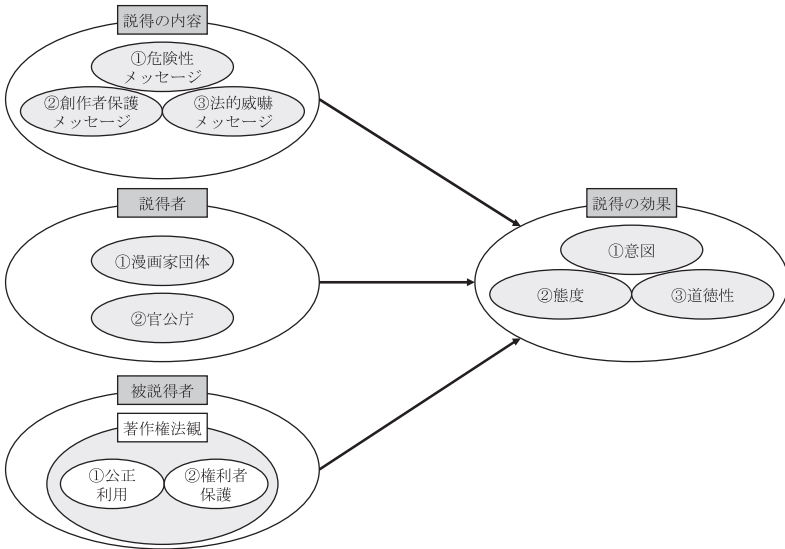 説得の内容
①危険性
メッセージ
②創作者保護
メッセージ
③法的威嚇
メッセージ
説得者
①漫画家団体
②官公庁
被説得者
著作権法観
①公正
利用
②権利者
保護
説得の効果
①意図
②態度
③道徳性